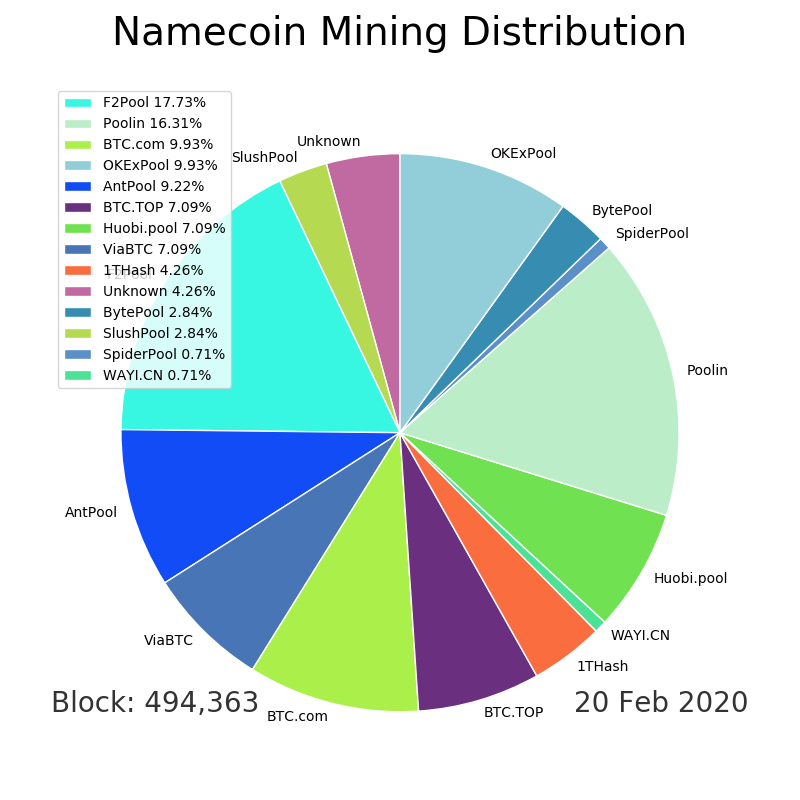 Namecoin Mining Distribution
F2Pool 17.73%
Poolin 16.31%
BTC.com 9.93%
OKExPool 9.93%
AntPool 9.22%
BTC.TOP 7.09%
Huobi.pool 7.09%
ViaBTC 7.09%
1THash 4.26%
Unknown 4.26%
BytePool 2.84%
SlushPool 2.84%
SpiderPool 0.71%
WAYI.CN 0.71%
Unknown
SlushPool
OKExPool
BytePool
SpiderPool
F2Pool
Poolin
AntPool
Huobi.pool
ViaBTC
WAYI.CN
1THash
BTC.com
BTC.TOP
Block: 494,363
20 Feb 2020